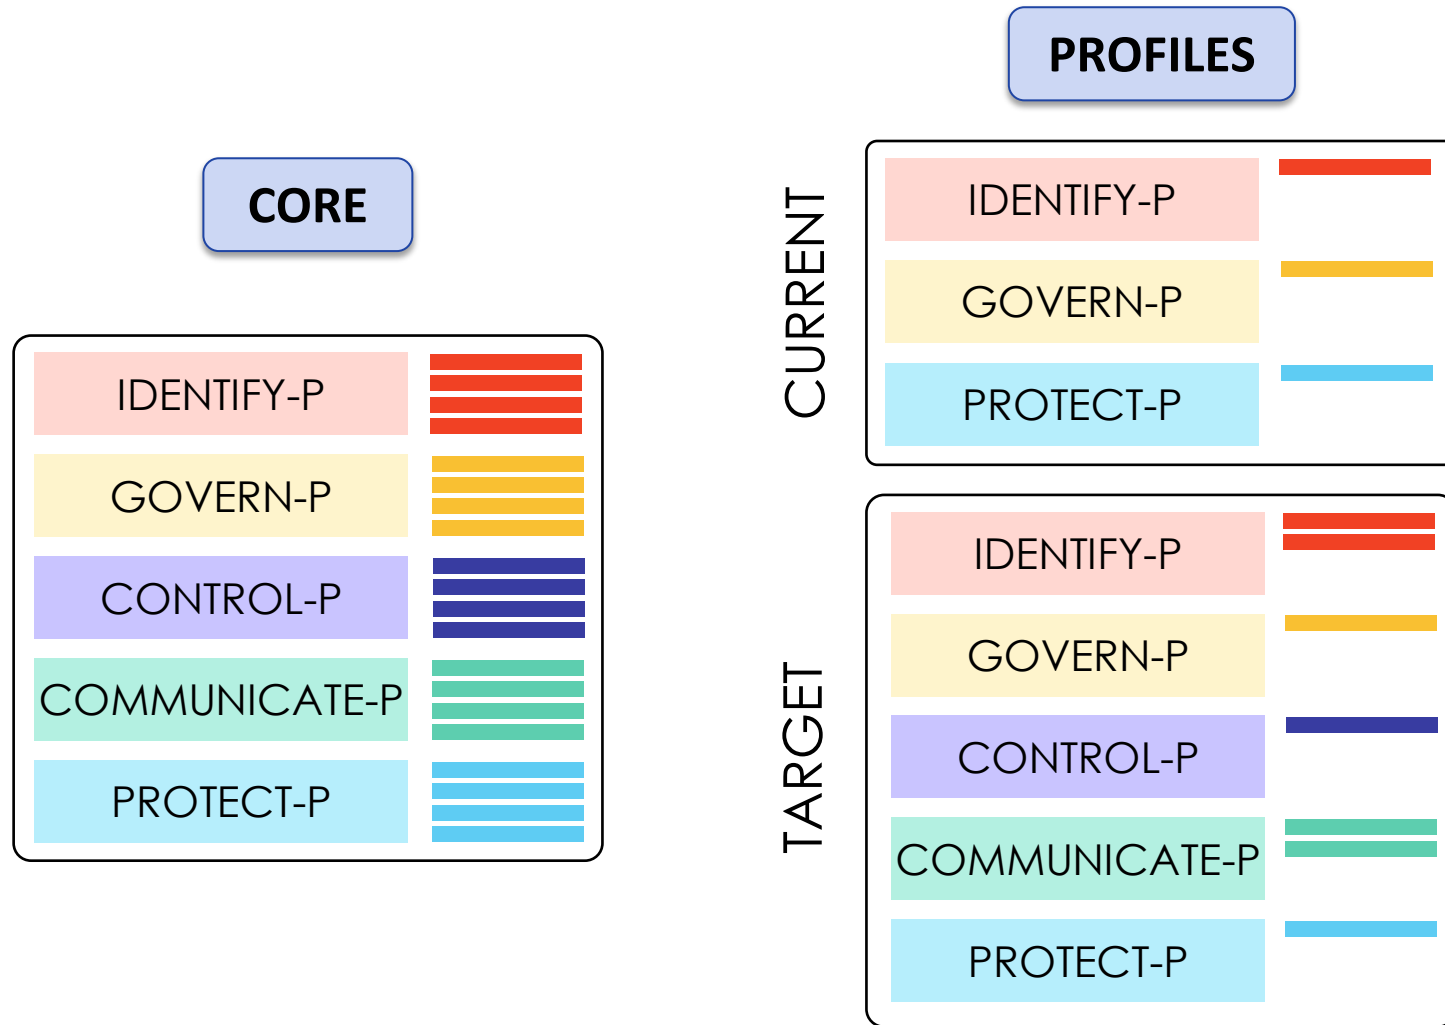 CORE
IDENTIFY-P
GOVERN-P
CONTROL-P
COMMUNICATE-P
PROTECT-P
PROFILES
CURRENT
IDENTIFY-P
GOVERN-P
PROTECT-P
TARGET
IDENTIFY-P
GOVERN-P
CONTROL-P
COMMUNICATE-P
PROTECT-P